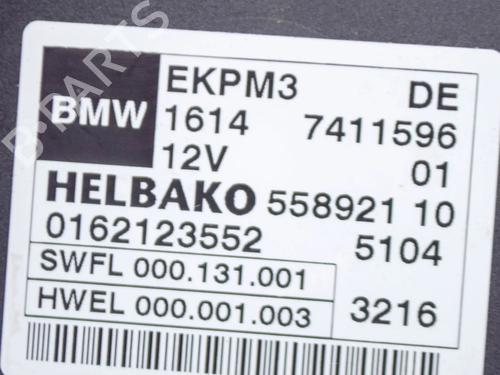 B-PARTS
BMW EKPM3 DE
1614 7411596
12V 01
HELBAKO 558921 10
0162123552 5104
SWFL 000.131.001
HWEL 000.001.003 3216